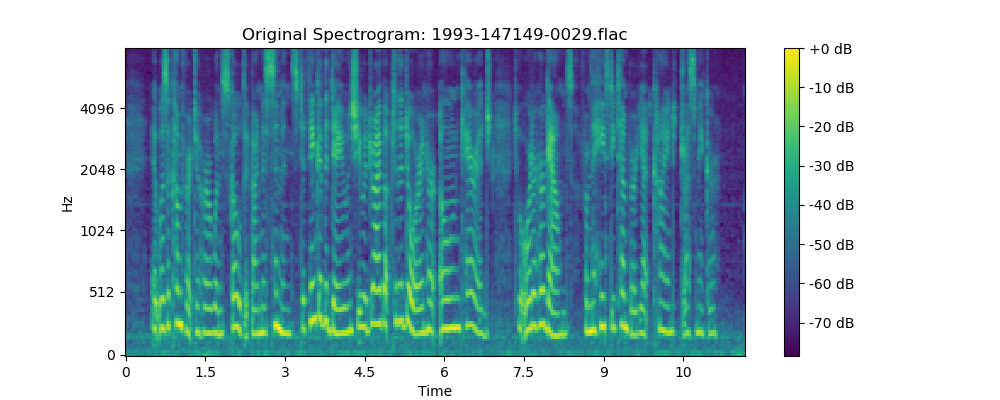 Original Spectrogram: 1993-147149-0029.flac
Hz
4096
2048
1024
512
0
0 1.5 3 4.5 6 7.5 9 10
Time
+0 dB
-10 dB
-20 dB
-30 dB
-40 dB
-50 dB
-60 dB
-70 dB